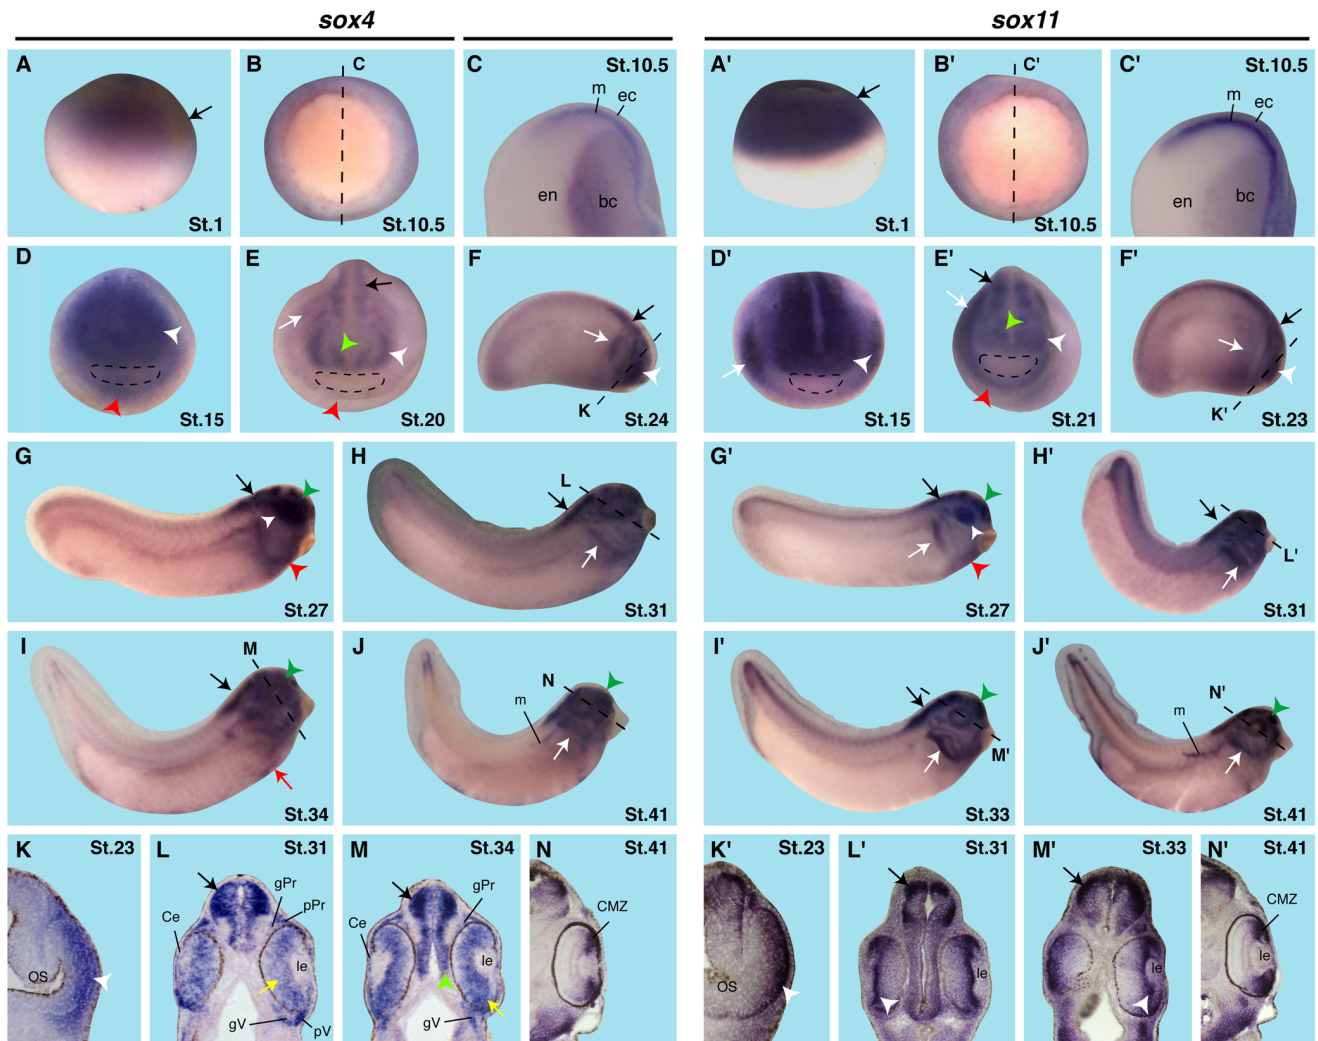 sox4 sox11
A St.1
B C St.10.5
C St.10.5 m ec en bc
A' St.1
B' C' St.10.5
C' St.10.5 m ec en bc
D St.15
E St.20
F K St.24
D' St.15
E' St.21
F' K' St.23
G St.27
H L St.31
G' St.27
H' L' St.31
I M St.34
J N m St.41
I' M' St.33
J' N' m St.41
K St.23 OS
L St.31 gPr pPr Ce le gV pV
M St.34 gPr Ce le gV
N St.41 CMZ
K' St.23 OS
L' St.31 le
M' St.33 le
N' St.41 CMZ le